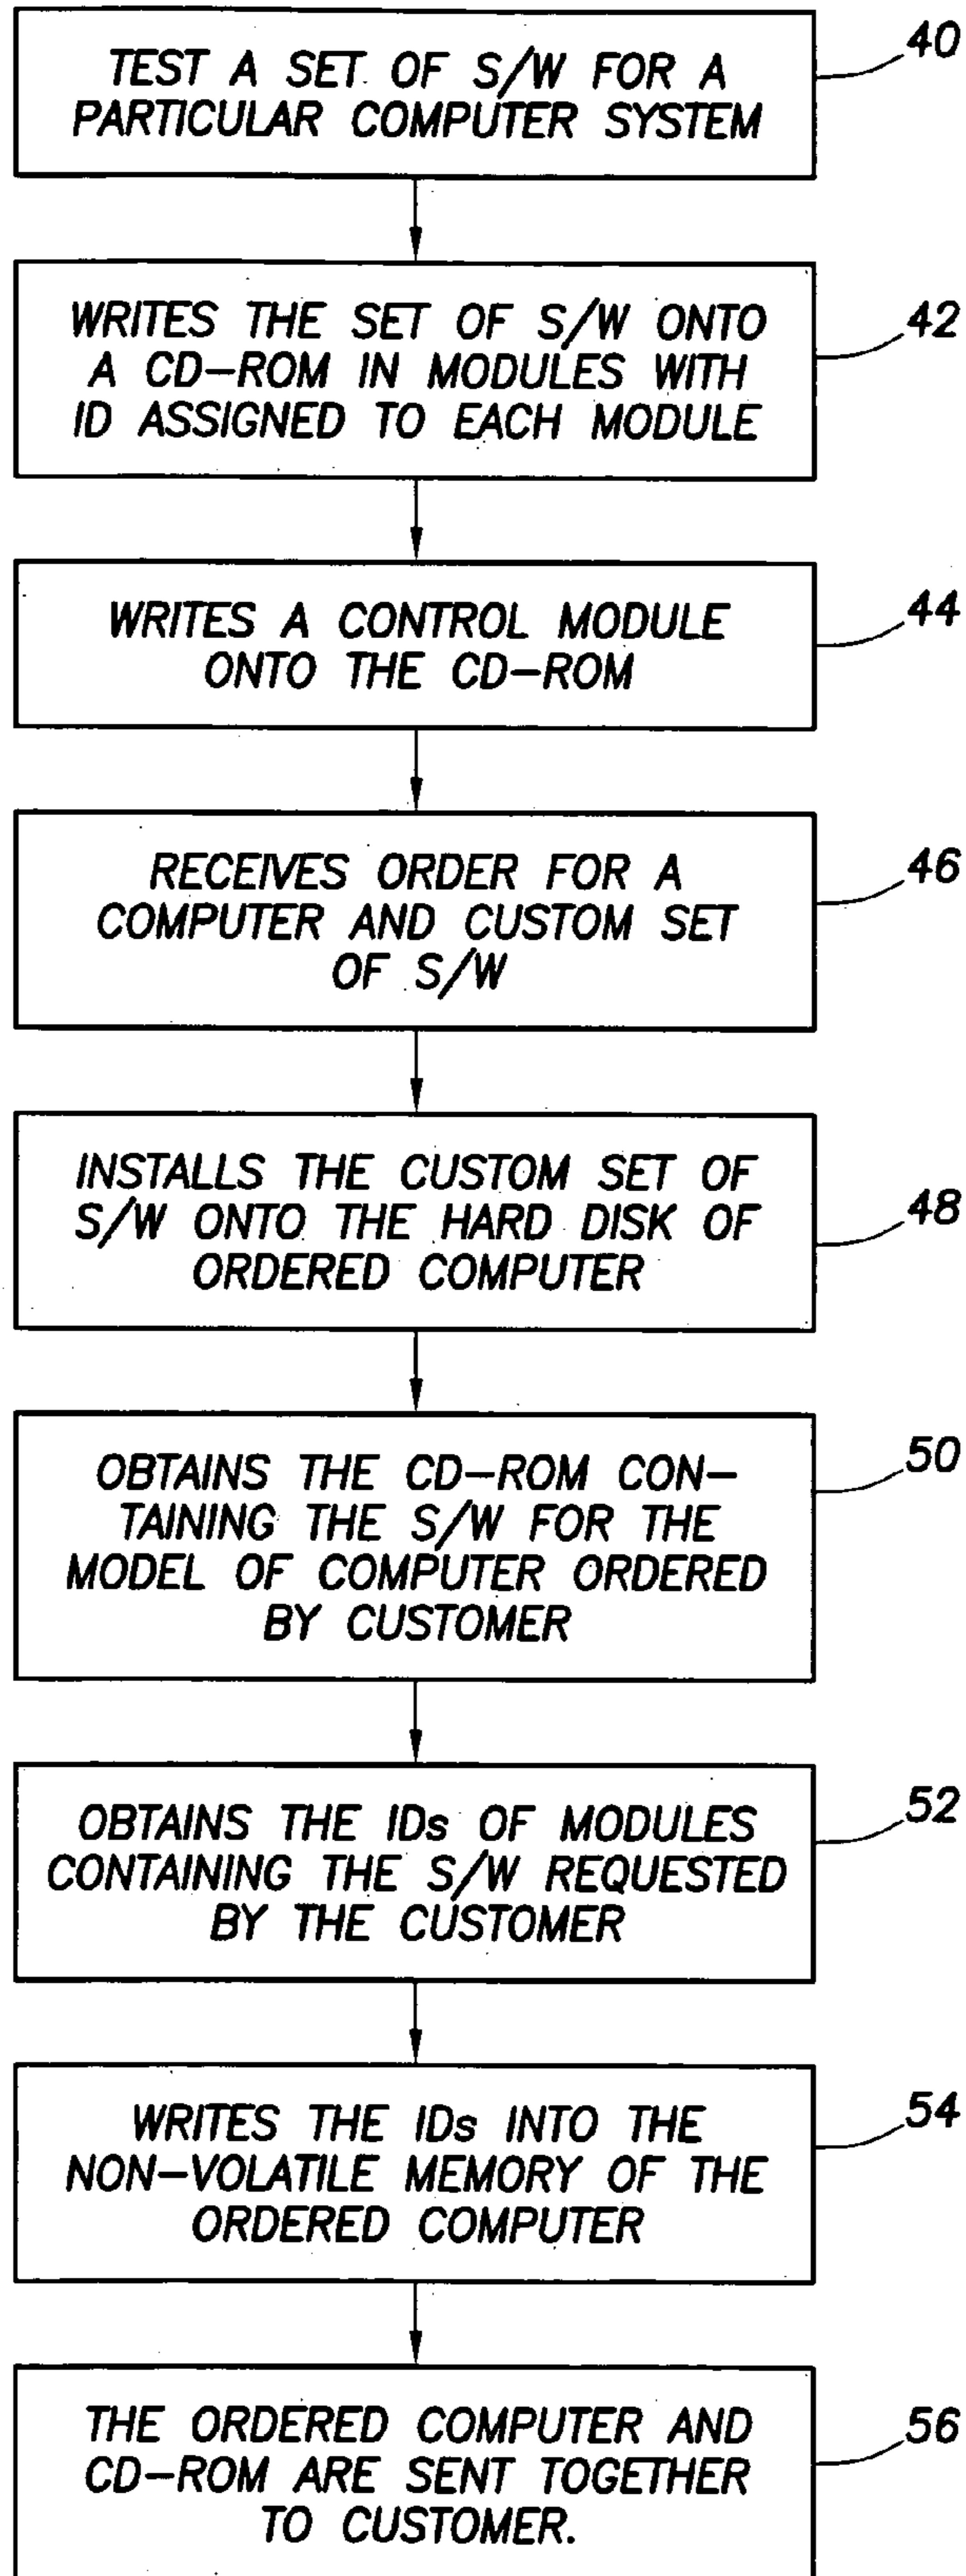 TEST A SET OF S/W FOR A
PARTICULAR COMPUTER SYSTEM
40
WRITES THE SET OF S/W ONTO
A CD-ROM IN MODULES WITH
ID ASSIGNED TO EACH MODULE
42
WRITES A CONTROL MODULE
ONTO THE CD-ROM
44
RECEIVES ORDER FOR A
COMPUTER AND CUSTOM SET
OF S/W
46
INSTALLS THE CUSTOM SET OF
S/W ONTO THE HARD DISK OF
ORDERED COMPUTER
48
OBTAINS THE CD-ROM CON-
TAINING THE S/W FOR THE
MODEL OF COMPUTER ORDERED
BY CUSTOMER
50
OBTAINS THE IDs OF MODULES
CONTAINING THE S/W REQUESTED
BY THE CUSTOMER
52
WRITES THE IDs INTO THE
NON-VOLATILE MEMORY OF THE
ORDERED COMPUTER
54
THE ORDERED COMPUTER AND
CD-ROM ARE SENT TOGETHER
TO CUSTOMER.
56